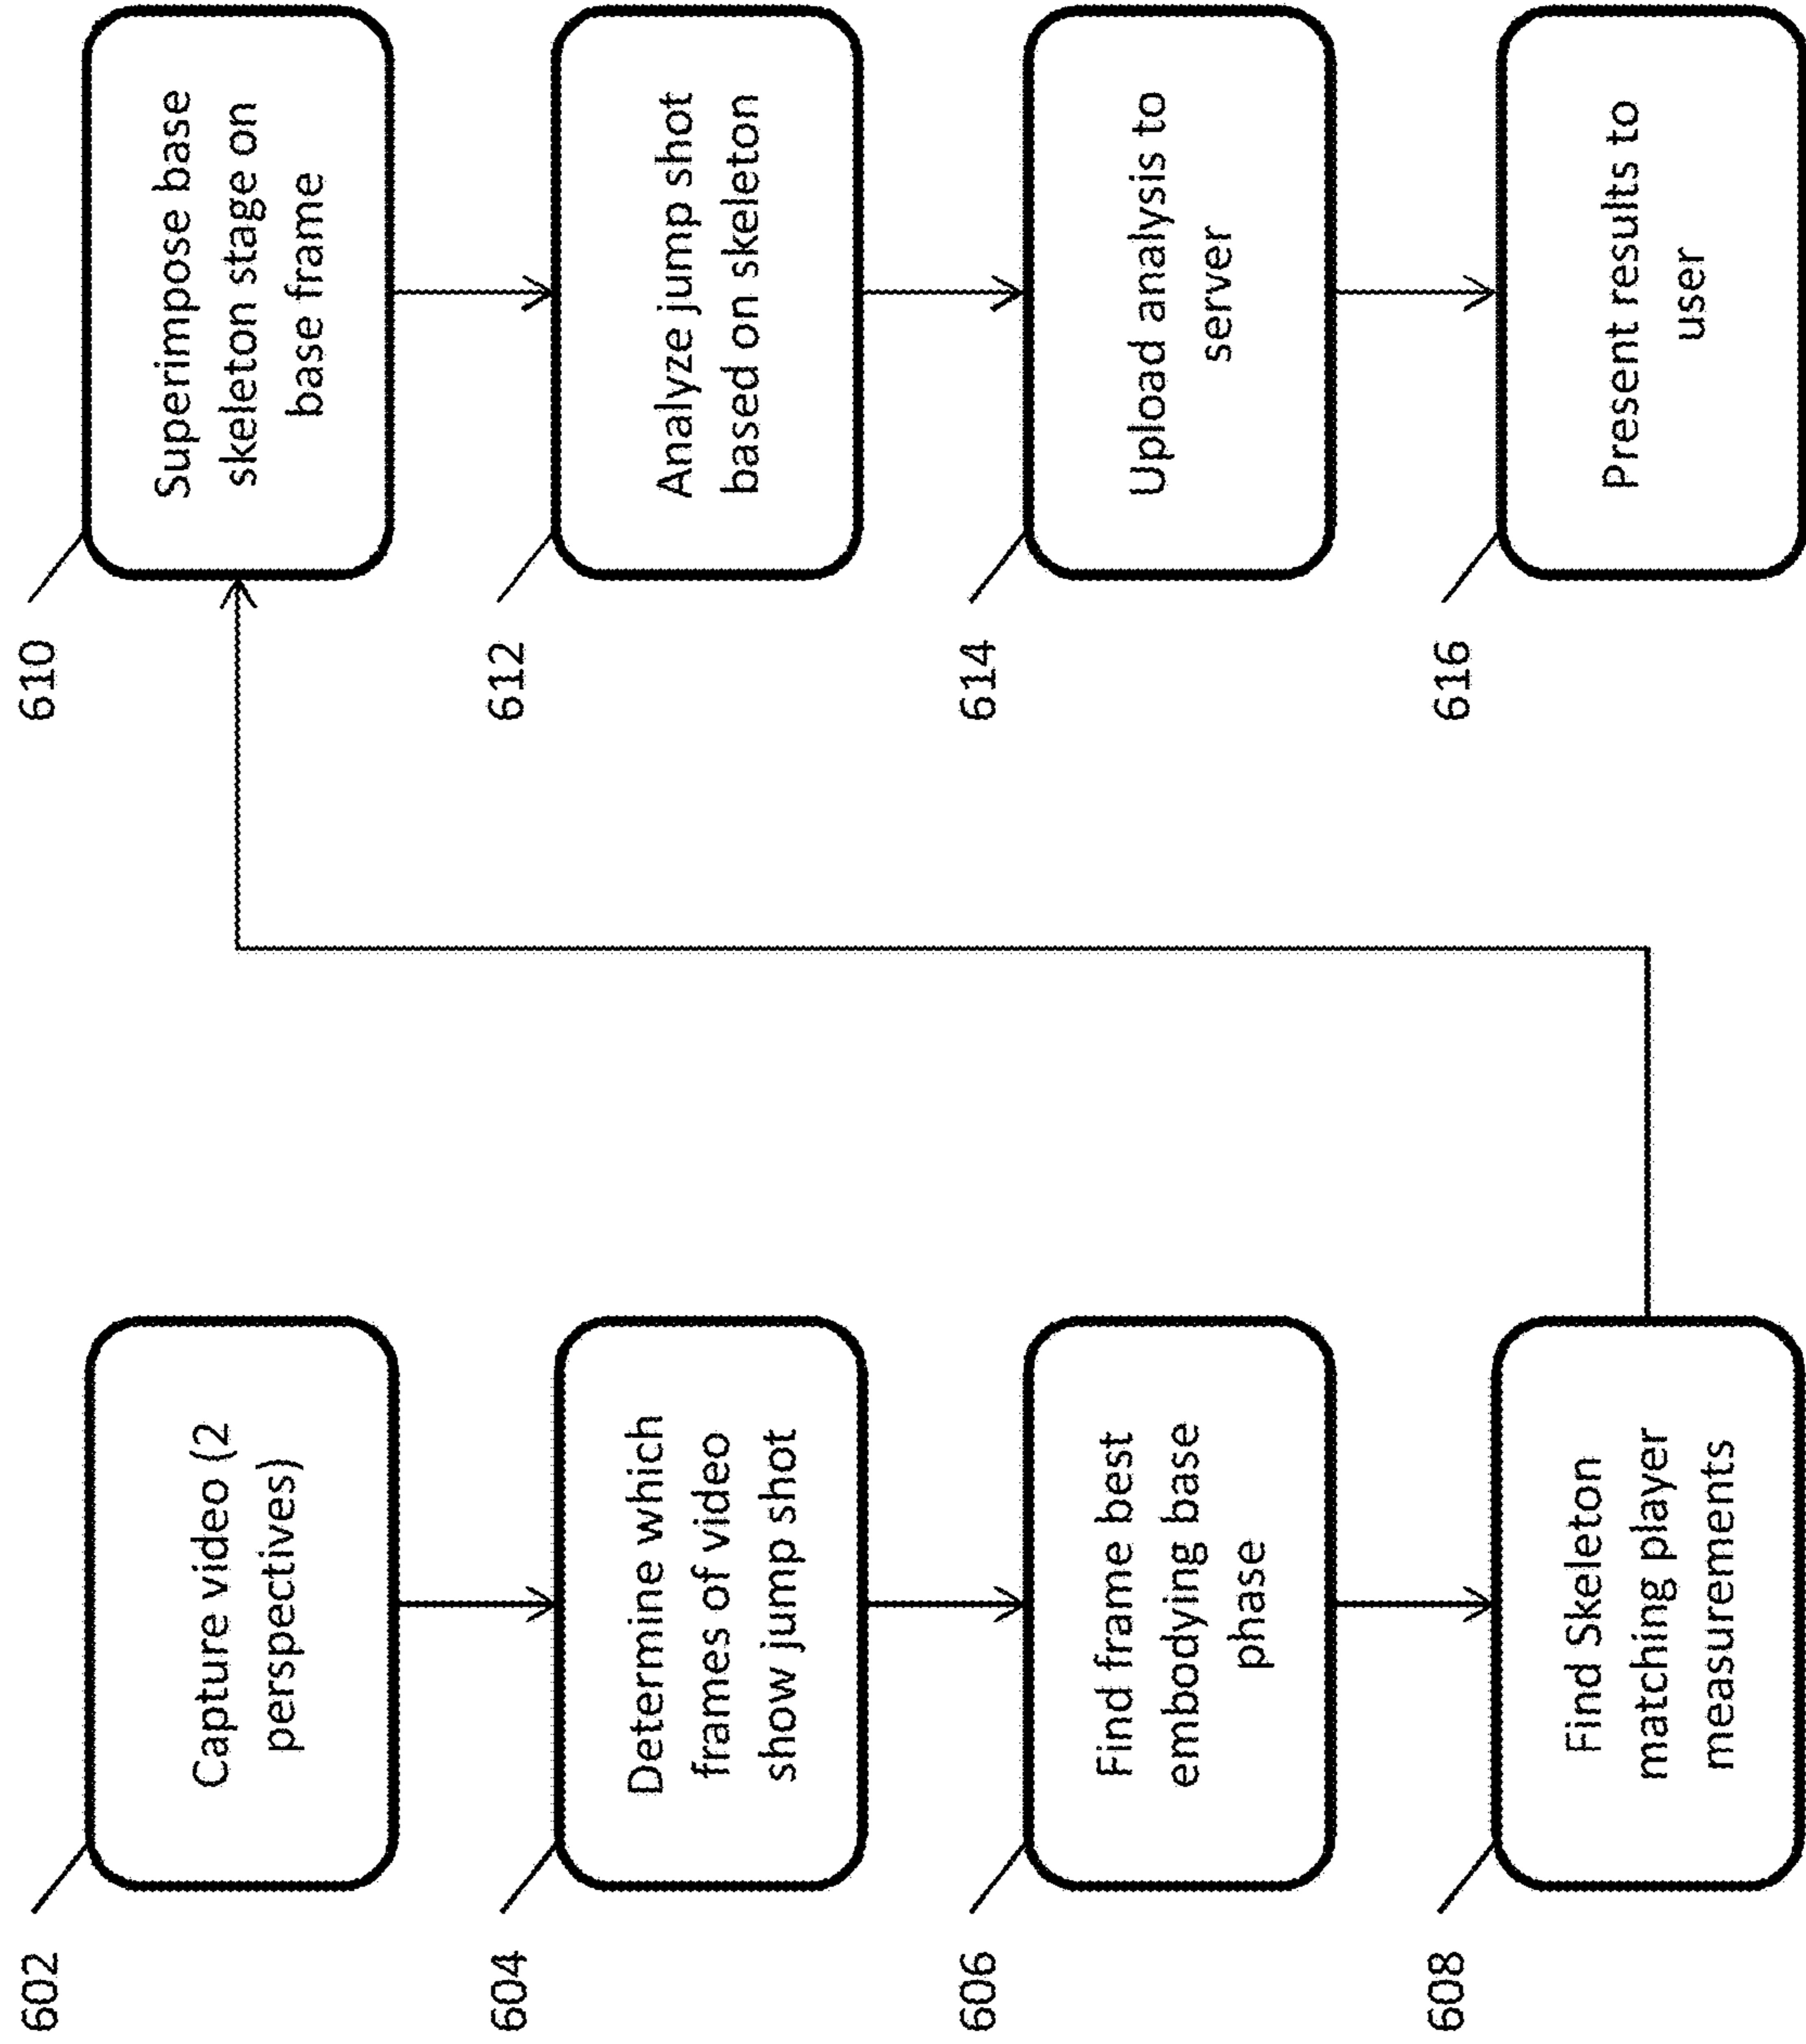 602
Capture video (2
perspectives)
604
Determine which
frames of video
show jump shot
606
Find frame best
embodying base
phase
608
Find Skeleton
matching player
measurements
610
Superimpose base
skeleton stage on
base frame
612
Analyze jump shot
based on skeleton
614
Upload analysis to
server
616
Present results to
user